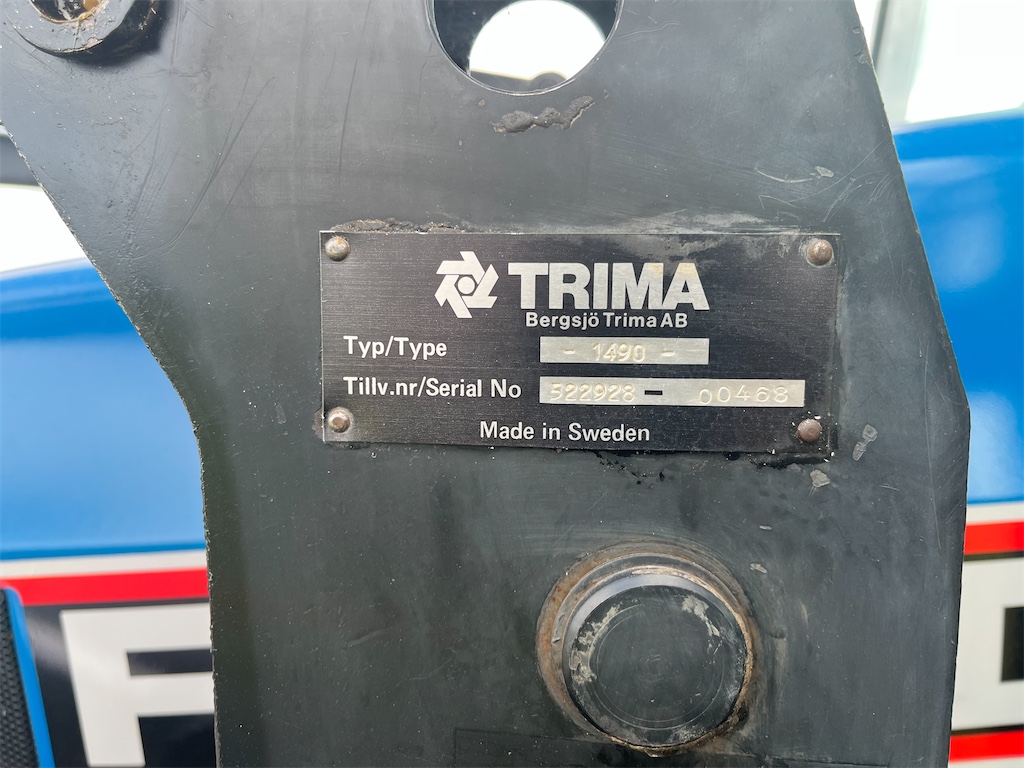 TRIMA
Bergsjö Trima AB
Typ/Type - 1490 -
Tillv.nr/Serial No 522928 - 00468
Made in Sweden
F